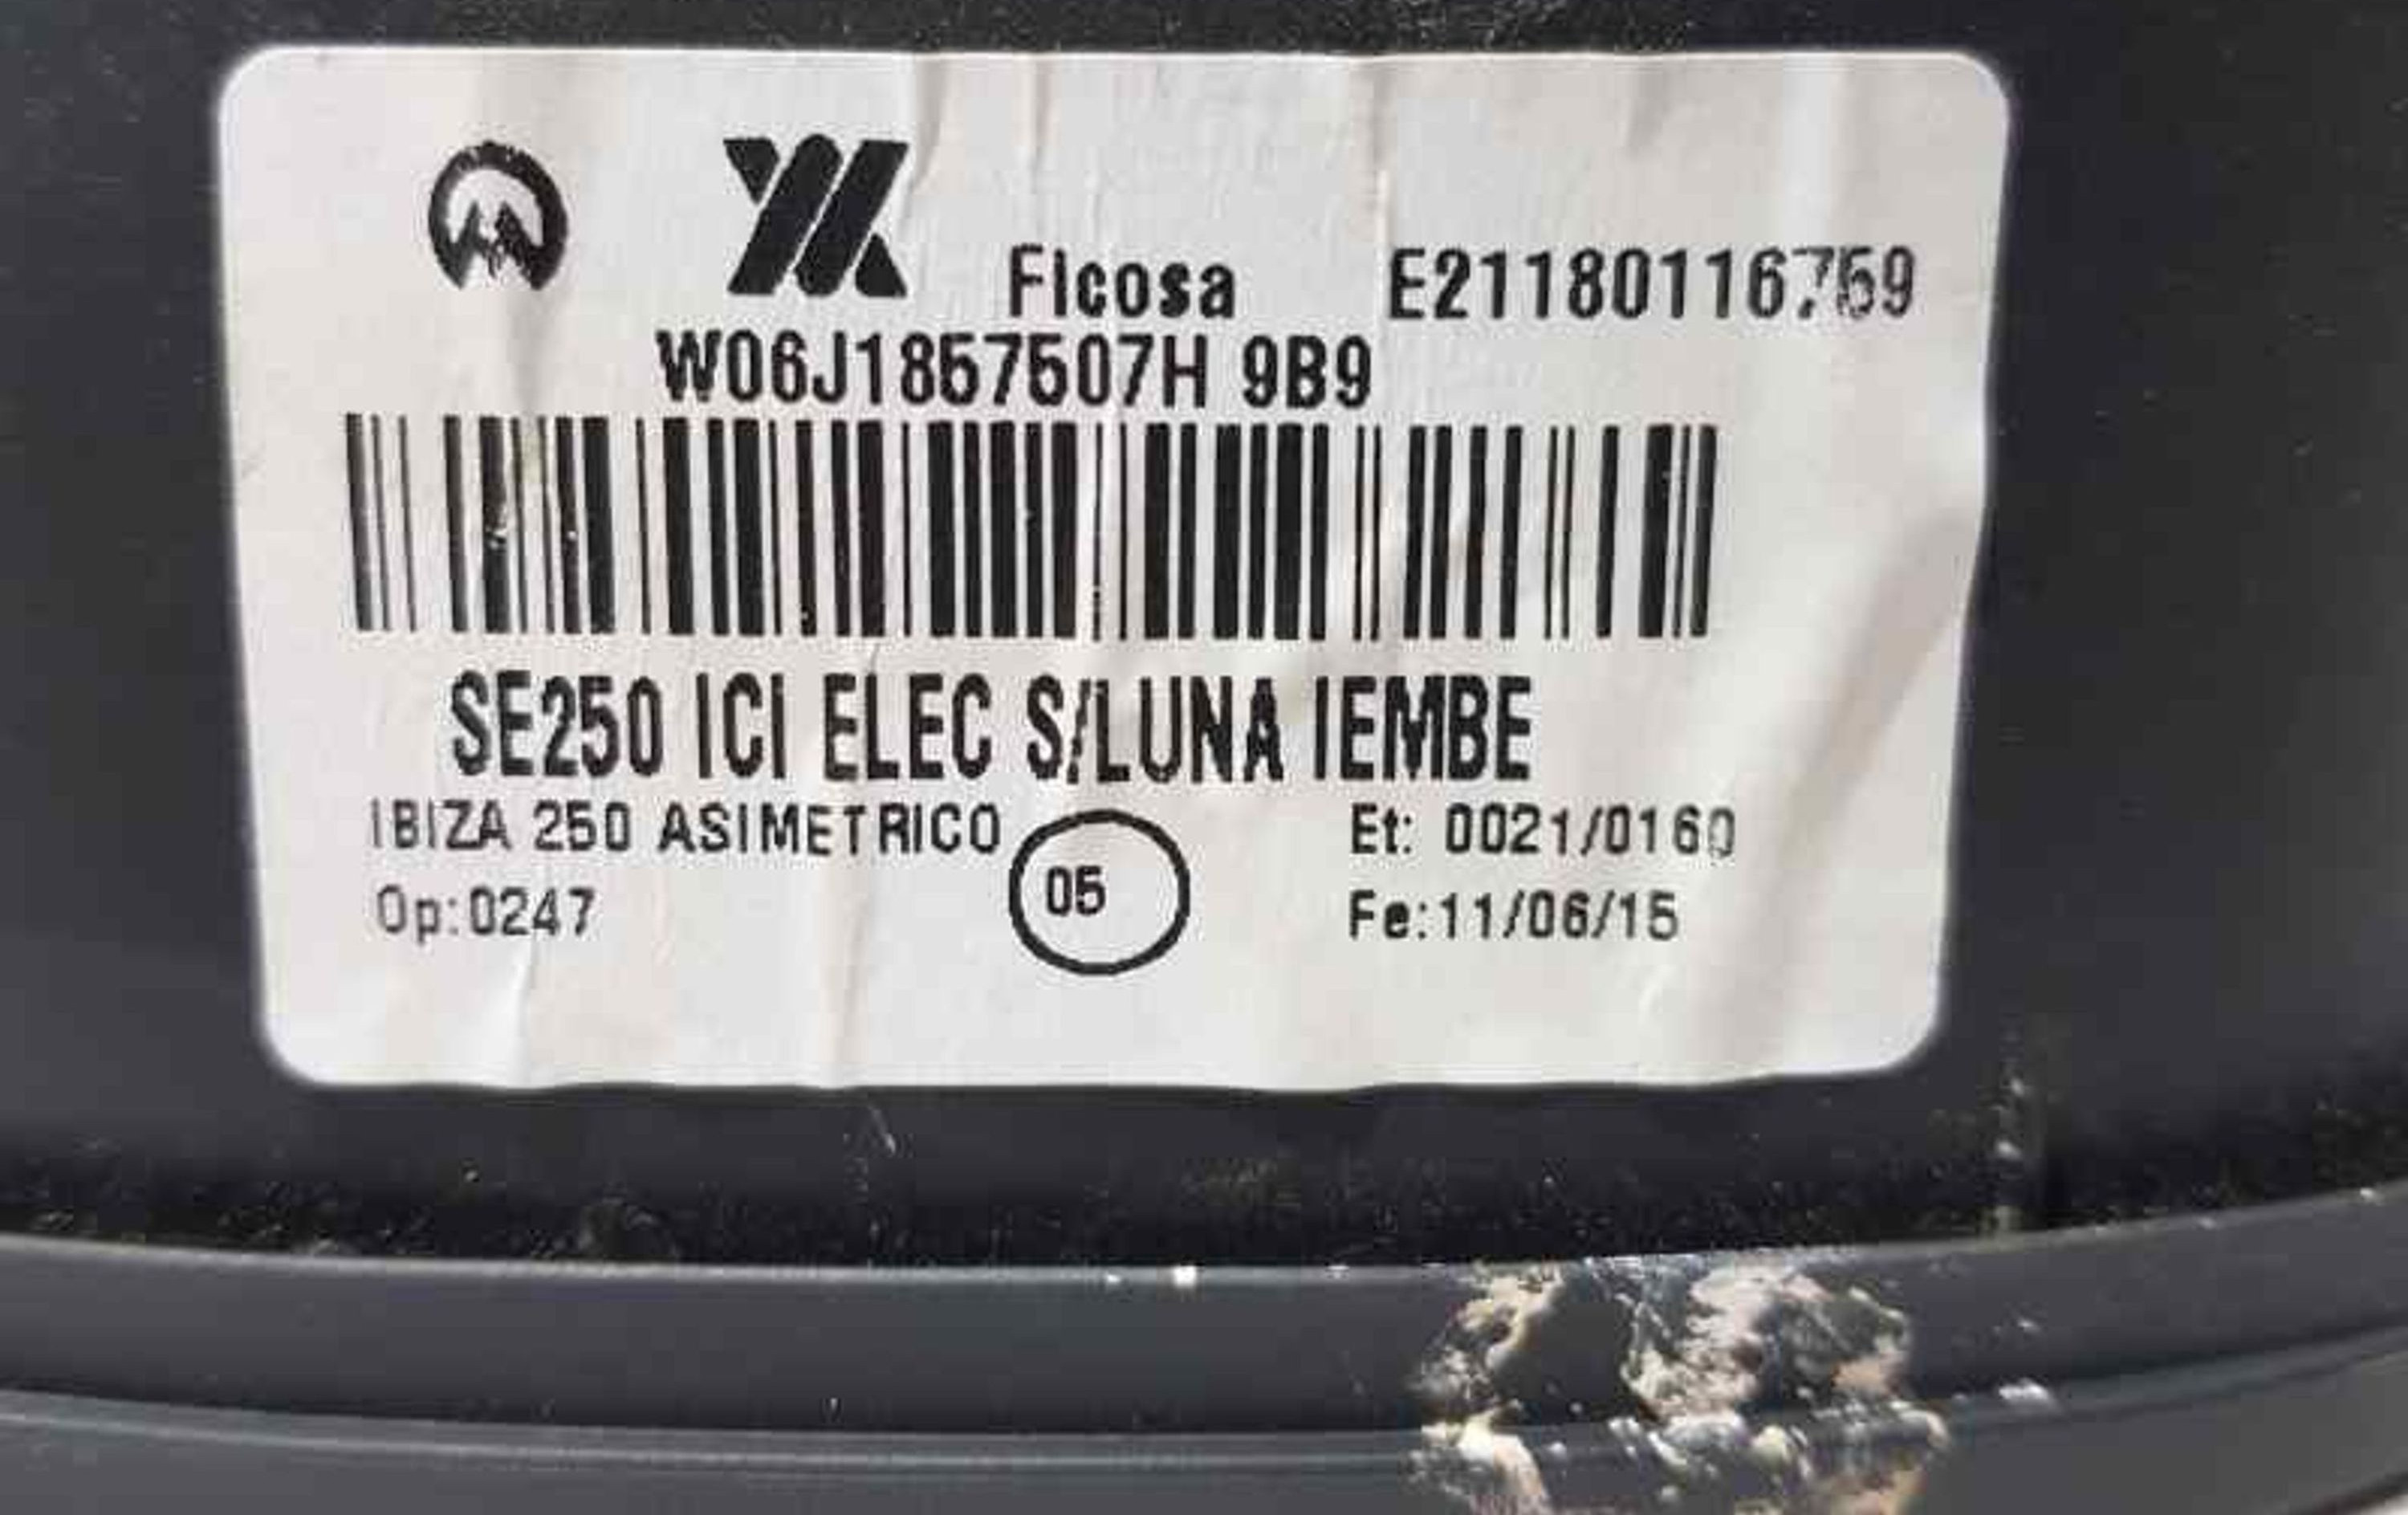 Ficosa E21180116759
W06J1857507H 9B9
SE250 ICI ELEC S/LUNA IEMBE
IBIZA 250 ASIMETRICO
05
Et: 0021/0160
Op:0247
Fe:11/06/15